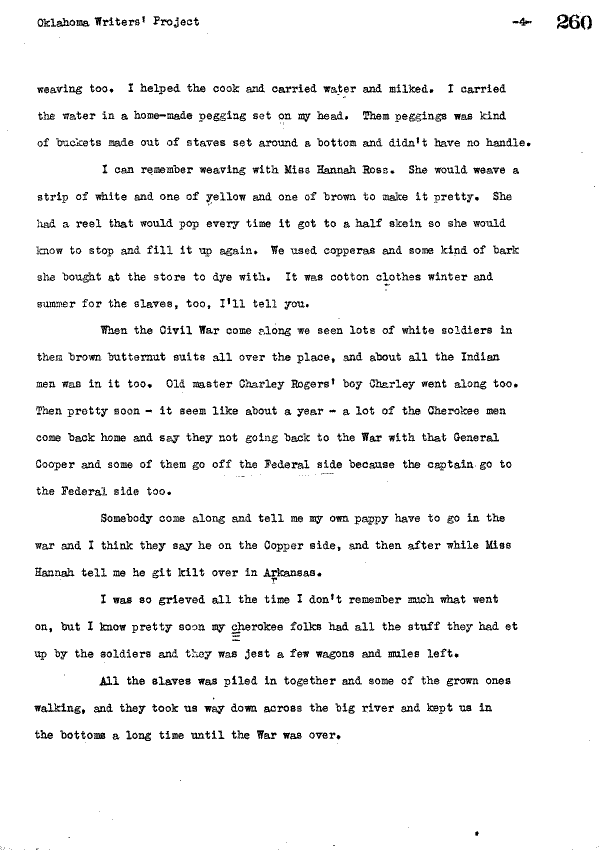 Oklahoma Writers' Project -4- 260
weaving too. I helped the cook and carried water and milked. I carried
the water in a home-made pegging set on my head. Them peggings was kind
of buckets made out of staves set around a bottom and didn't have no handle.
I can remember weaving with Miss Hannah Ross. She would weave a
strip of white and one of yellow and one of brown to make it pretty. She
had a reel that would pop every time it got to a half skein so she would
know to stop and fill it up again. We used copperas and some kind of bark
she bought at the store to dye with. It was cotton clothes winter and
summer for the slaves, too, I'll tell you.
When the Civil War come along we seen lots of white soldiers in
them brown butternut suits all over the place, and about all the Indian
men was in it too. Old master Charley Rogers' boy Charley went along too.
Then pretty soon - it seem like about a year - a lot of the Cherokee men
come back home and say they not going back to the War with that General
Cooper and some of them go off the Federal side because the captain go to
the Federal side too.
Somebody come along and tell me my own pappy have to go in the
war and I think they say he on the Copper side, and then after while Miss
Hannah tell me he git kilt over in Arkansas.
I was so grieved all the time I don't remember much what went
on, but I know pretty soon my cherokee folks had all the stuff they had et
up by the soldiers and they was jest a few wagons and mules left.
All the slaves was piled in together and some of the grown ones
walking, and they took us way down across the big river and kept us in
the bottoms a long time until the War was over.